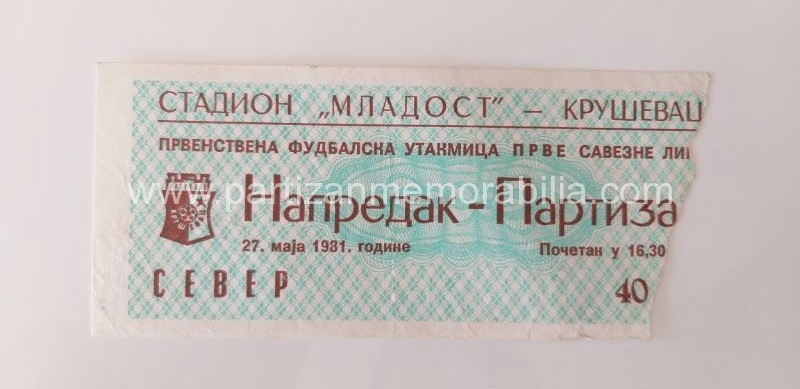 СТАДИОН „МЛАДОСТ” – КРУШЕВАЦ
ПРВЕНСТВЕНА ФУДБАЛСКА УТАКМИЦА ПРВЕ САВЕЗНЕ ЛИ
www.partizanmemorabilia.com
Напредак - Партиза
27. маја 1981. године Почетак у 16,30
СЕВЕР 40